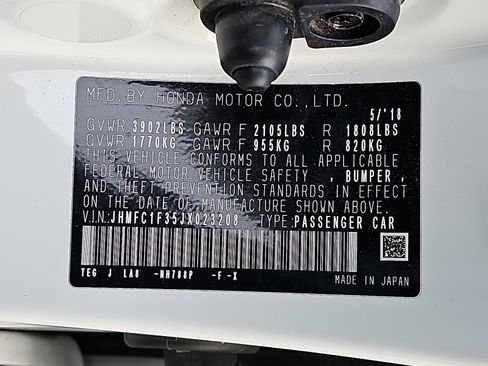 MFD.BY HONDA MOTOR CO.,LTD.
5/'18
GVWR 3902LBS GAWR F 2105LBS R 1808LBS
GVWR 1770KG GAWR F 955KG R 820KG
THIS VEHICLE CONFORMS TO ALL APPLICABLE
FEDERAL MOTOR VEHICLE SAFETY , BUMPER ,
AND THEFT PREVENTION STANDARDS IN EFFECT
ON THE DATE OF MANUFACTURE SHOWN ABOVE.
V.I.N: JHMFC1F35JX023208 TYPE:PASSENGER CAR
TEG J LA8 -NH788P -F -X
MADE IN JAPAN